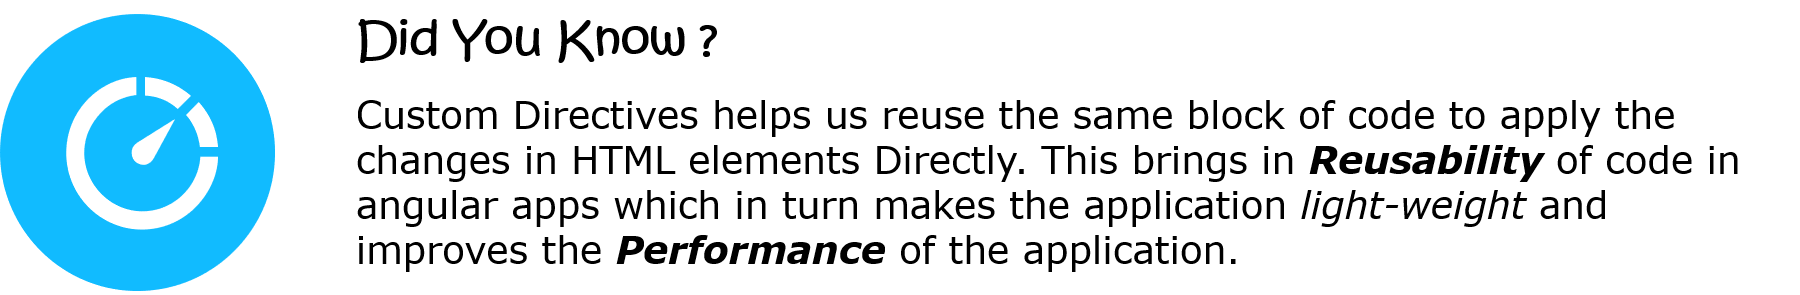 Did You Know ?
Custom Directives helps us reuse the same block of code to apply the
changes in HTML elements Directly. This brings in Reusability of code in
angular apps which in turn makes the application light-weight and
improves the Performance of the application.